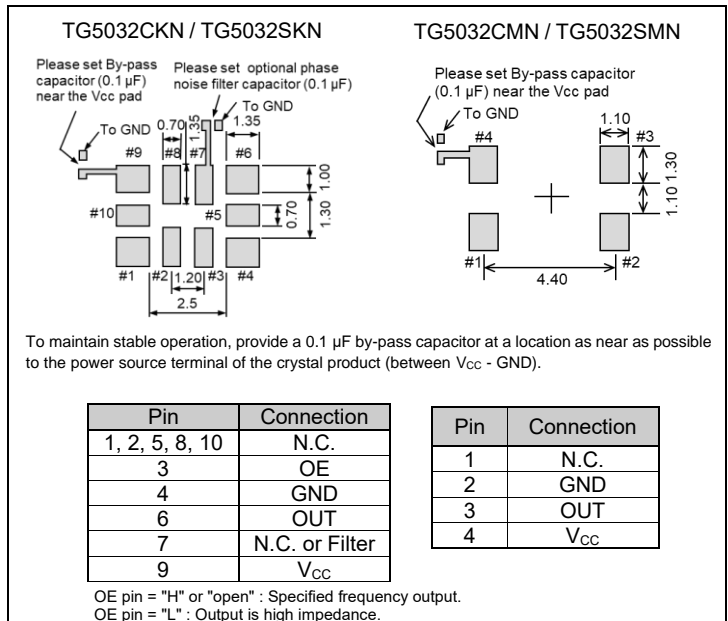 TG5032CKN / TG5032SKN
Please set By-pass
capacitor (0.1 µF)
near the Vcc pad
Please set optional phase
noise filter capacitor (0.1 µF)
To GND
To GND
0.70
1.35
1.35
#9
#8
#7
#6
1.00
#10
#5
0.70
1.30
#1
#2
1.20
#3
#4
2.5
TG5032CMN / TG5032SMN
Please set By-pass capacitor
(0.1 µF) near the Vcc pad
To GND
#4
1.10
#3
1.30
1.10
#1
#2
4.40
To maintain stable operation, provide a 0.1 µF by-pass capacitor at a location as near as possible
to the power source terminal of the crystal product (between VCC - GND).
Pin Connection
1, 2, 5, 8, 10 N.C.
3 OE
4 GND
6 OUT
7 N.C. or Filter
9 VCC
Pin Connection
1 N.C.
2 GND
3 OUT
4 VCC
OE pin = "H" or "open" : Specified frequency output.
OE pin = "L" : Output is high impedance.